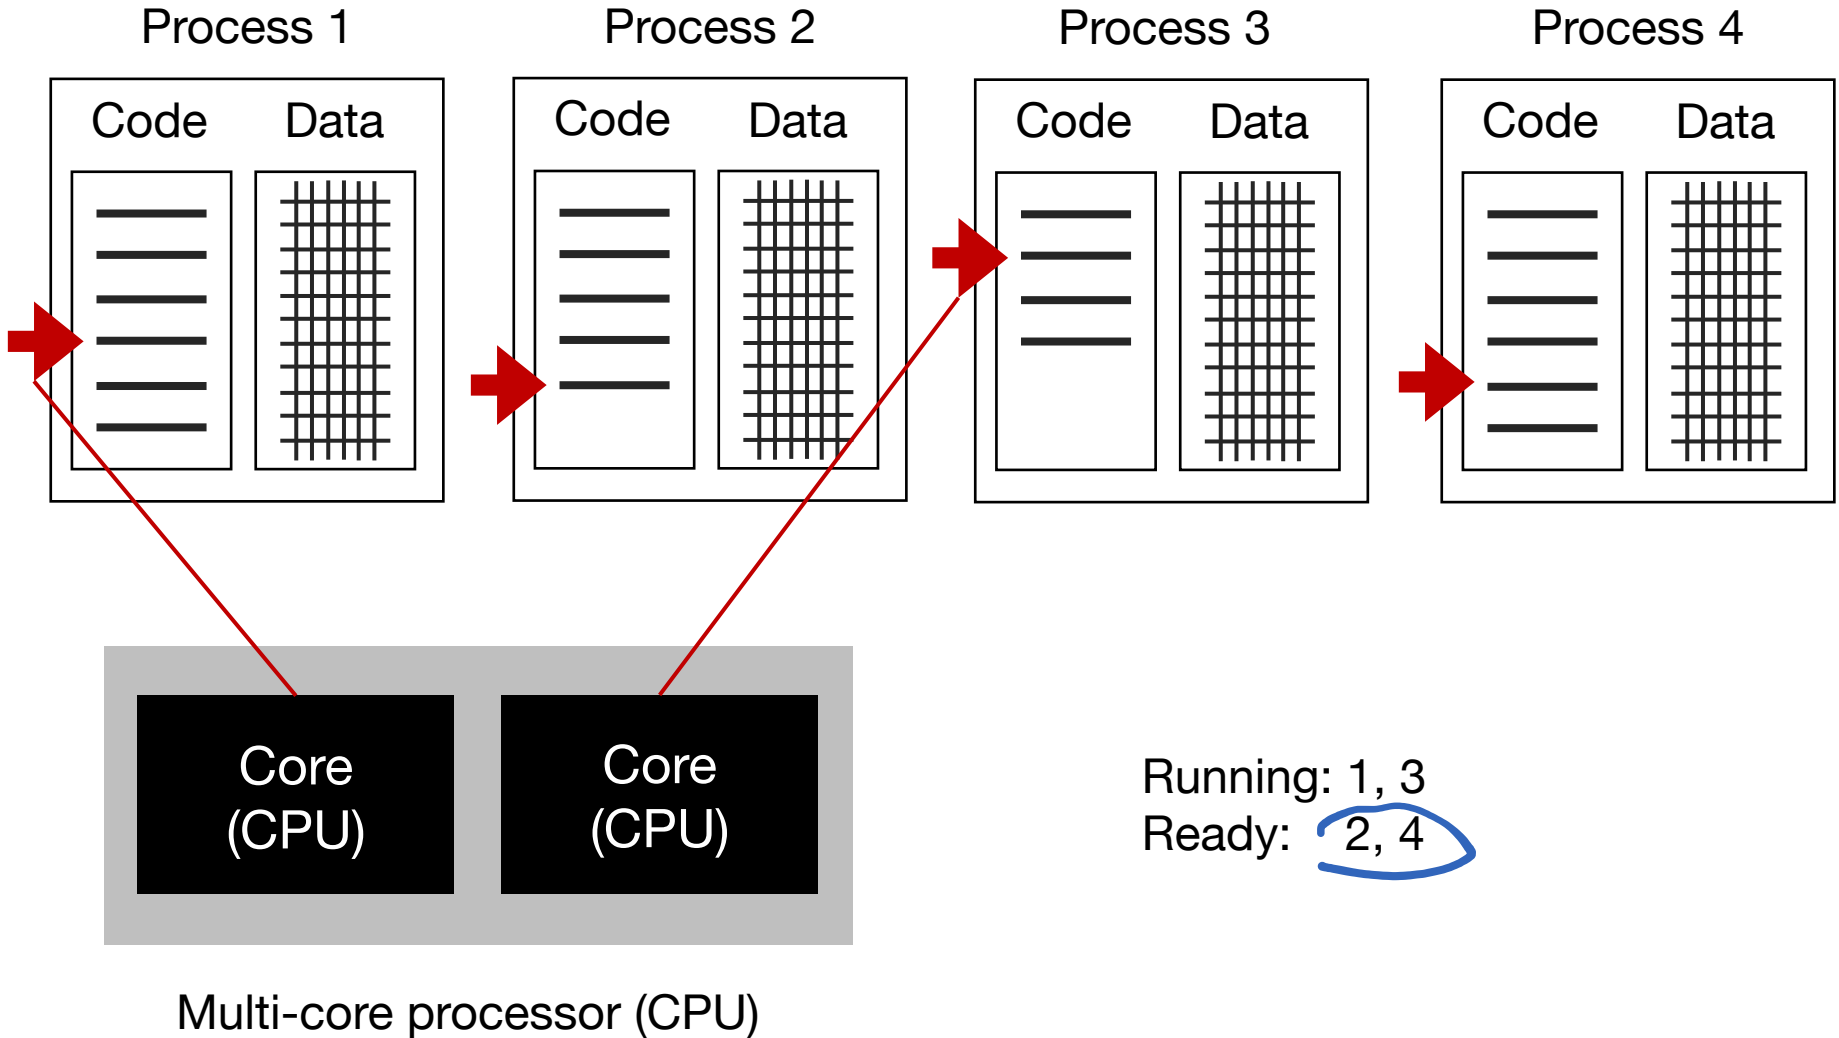 Process 1
Process 2
Process 3
Process 4
Code Data
Code Data
Code Data
Code Data
Core
(CPU)
Core
(CPU)
Running: 1, 3
Ready: 2, 4
Multi-core processor (CPU)